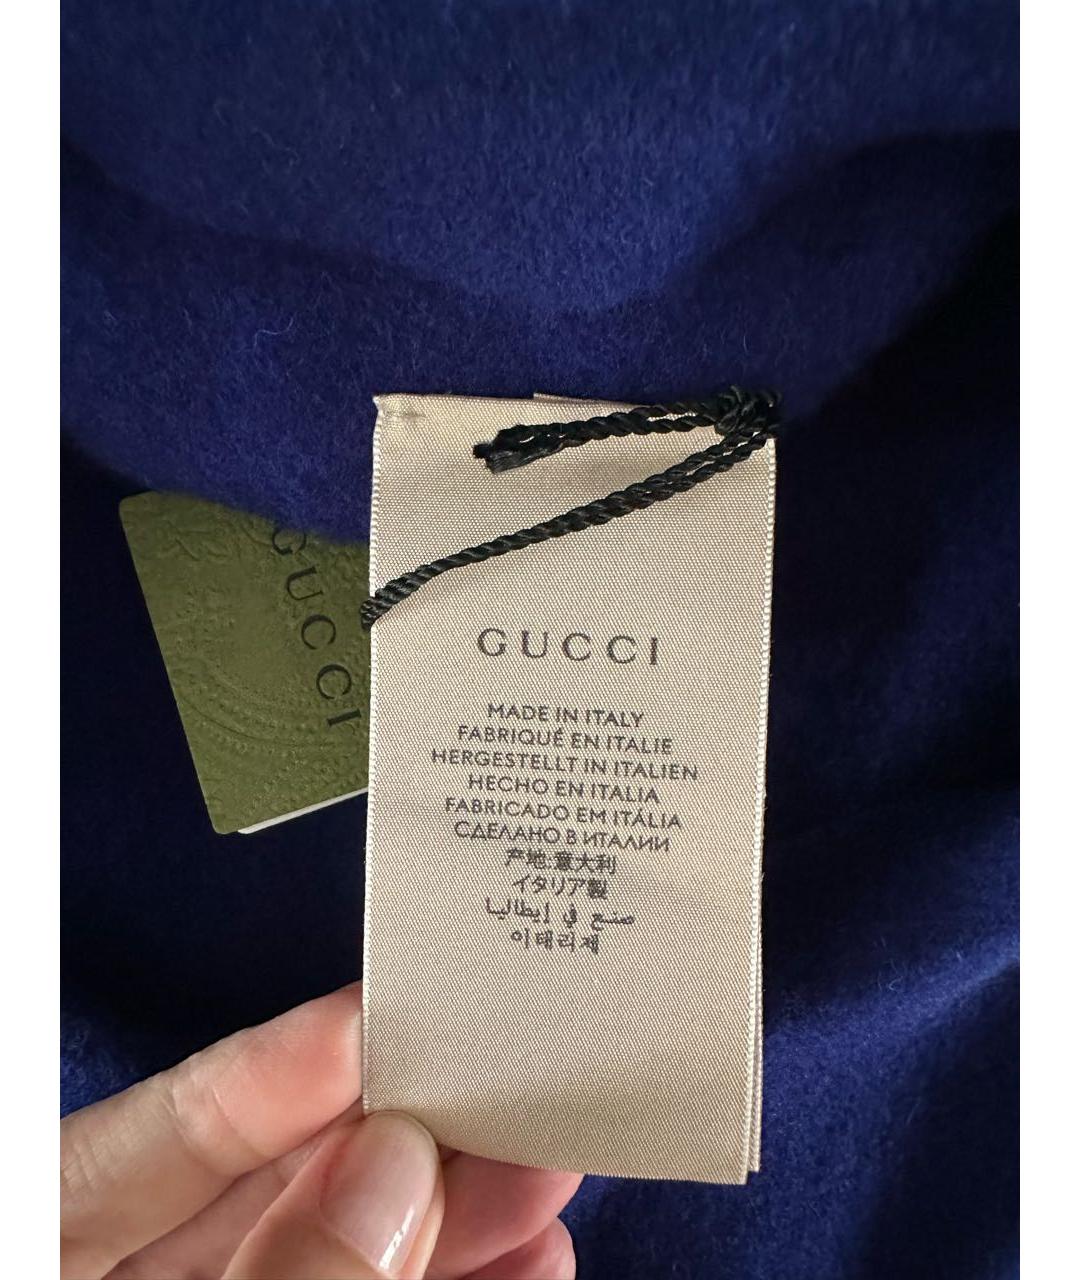 GUCCI
GUCCI
MADE IN ITALY
FABRIQUÉ EN ITALIE
HERGESTELLT IN ITALIEN
HECHO EN ITALIA
FABRICADO EM ITÁLIA
СДЕЛАНО В ИТАЛИИ
产地:意大利
イタリア製
صنع في إيطاليا
이태리제